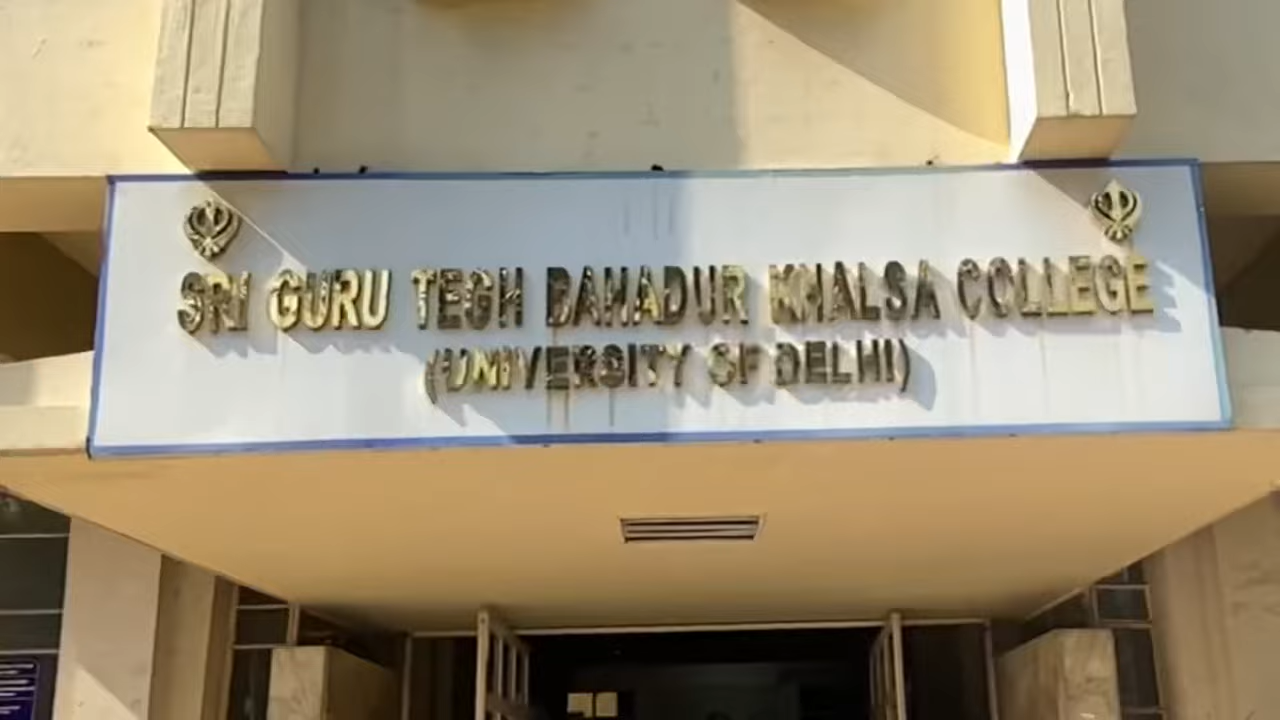 SRI GURU TEGH BAHADUR KHALSA COLLEGE
(UNIVERSITY OF DELHI)